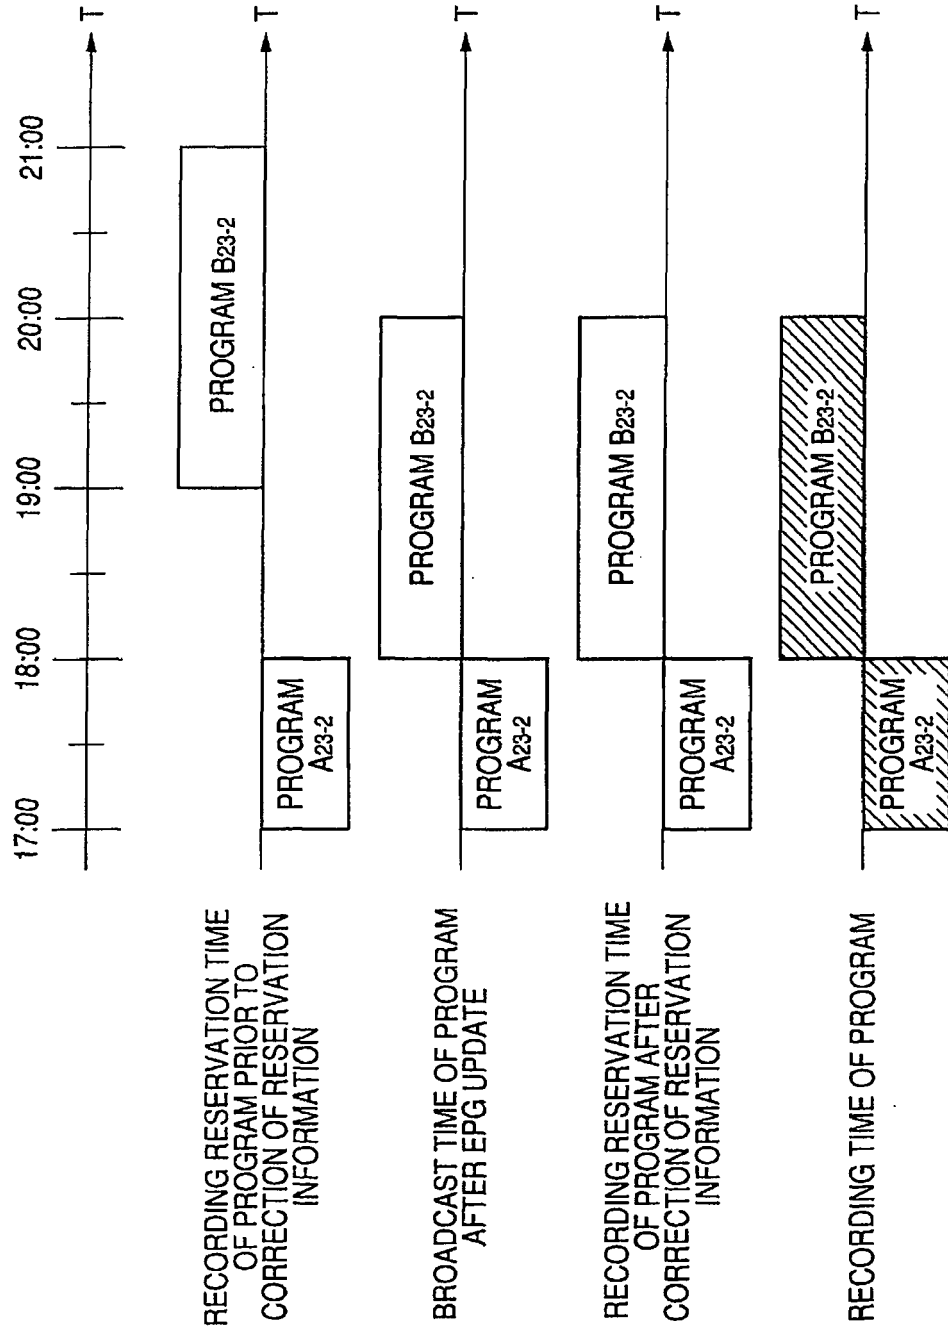 17:00 18:00 19:00 20:00 21:00
T
RECORDING RESERVATION TIME
OF PROGRAM PRIOR TO
CORRECTION OF RESERVATION
INFORMATION
PROGRAM
A23-2
PROGRAM B23-2
T
BROADCAST TIME OF PROGRAM
AFTER EPG UPDATE
PROGRAM
A23-2
PROGRAM B23-2
T
RECORDING RESERVATION TIME
OF PROGRAM AFTER
CORRECTION OF RESERVATION
INFORMATION
PROGRAM
A23-2
PROGRAM B23-2
T
RECORDING TIME OF PROGRAM
PROGRAM
A23-2
PROGRAM B23-2
T